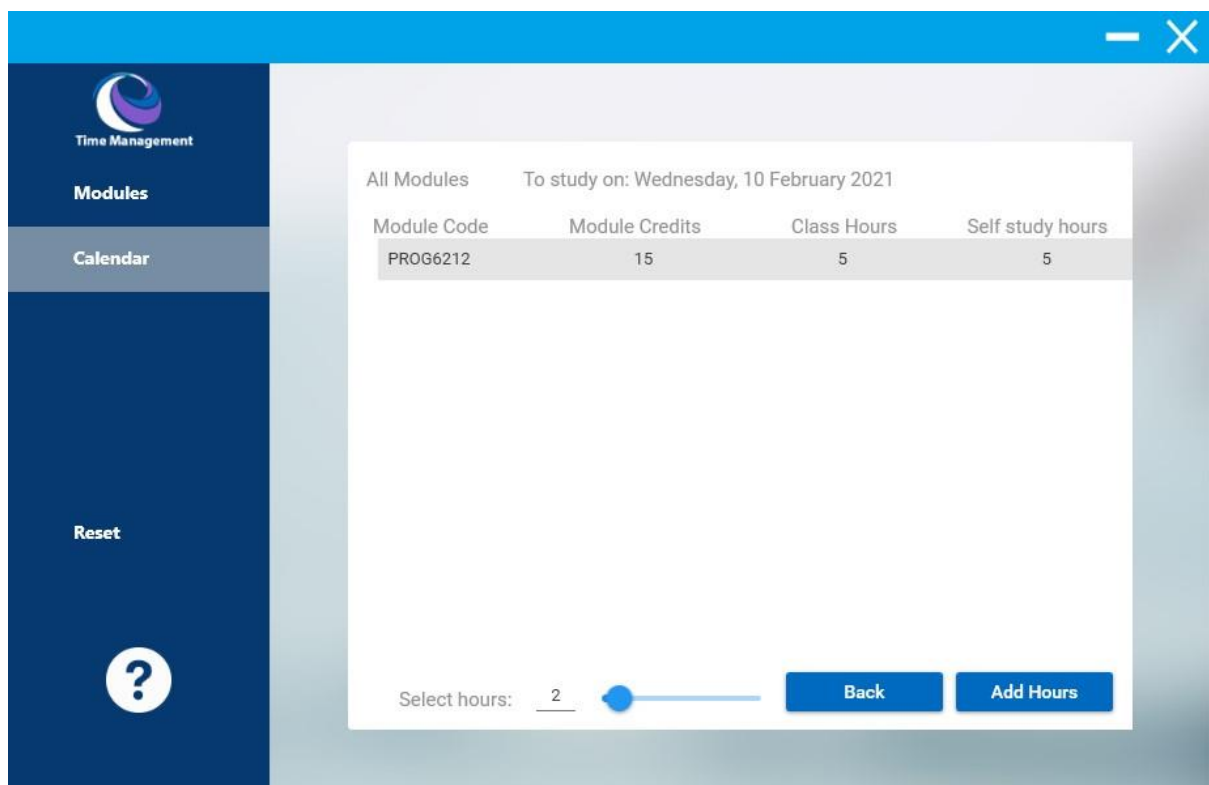 Time Management
Modules
Calendar
Reset
?
All Modules To study on: Wednesday, 10 February 2021
Module Code Module Credits Class Hours Self study hours
PROG6212 15 5 5
Select hours: 2 Back Add Hours